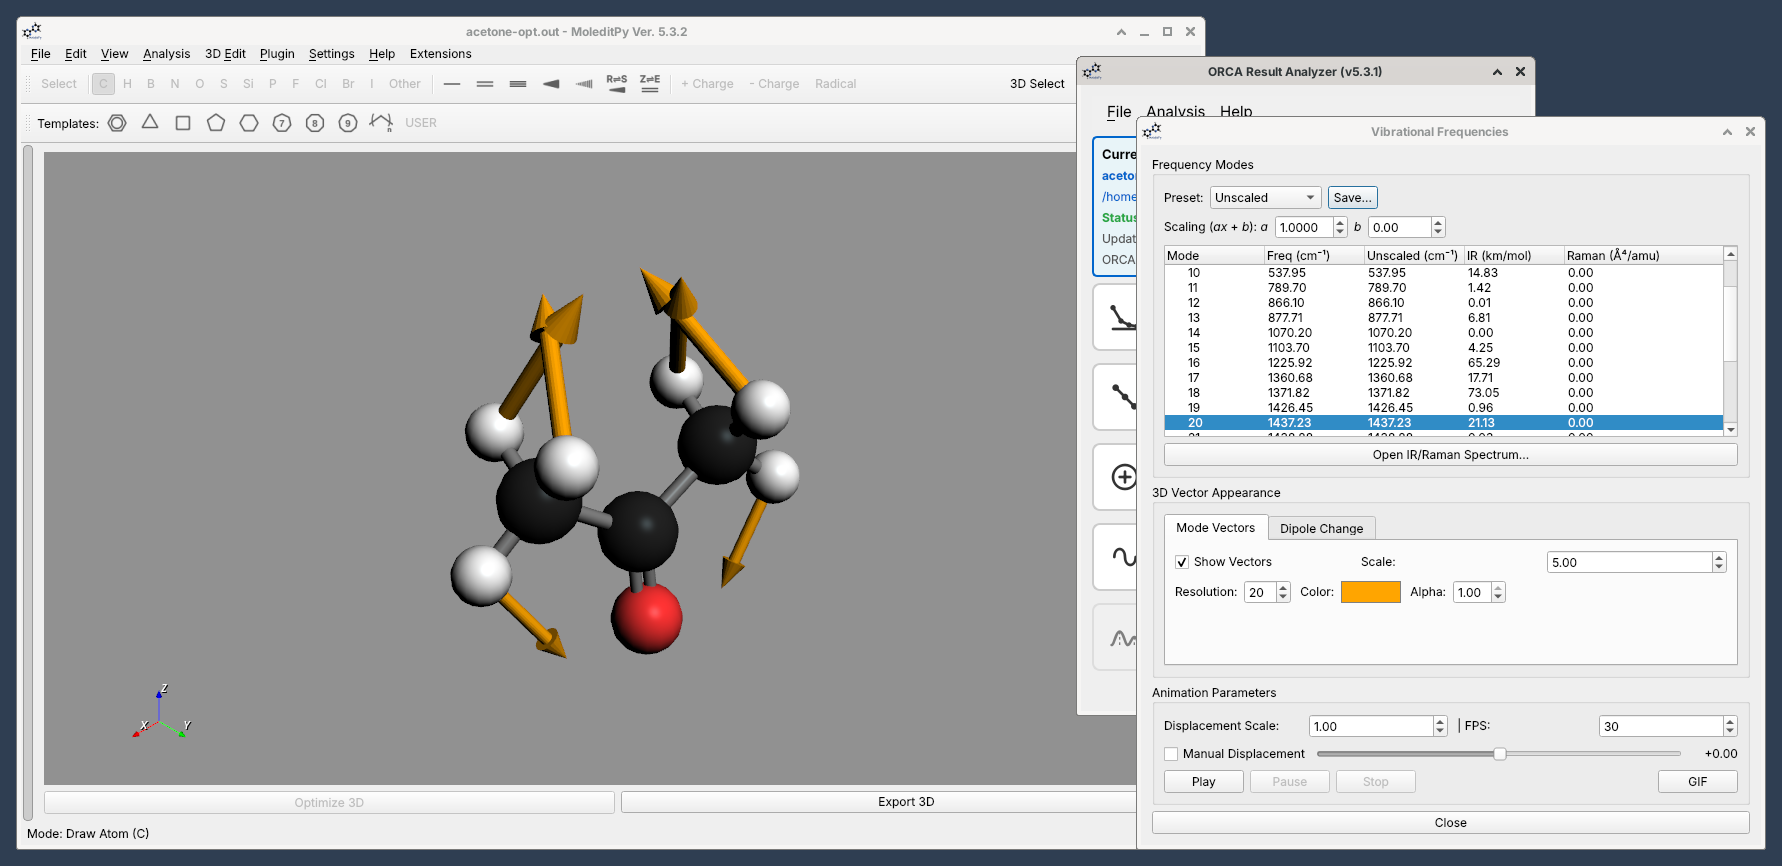 acetone-opt.out - MoleditPy Ver. 5.3.2
File Edit View Analysis 3D Edit Plugin Settings Help Extensions
Select C H B N O S Si P F Cl Br I Other R⇌S Z⇌E + Charge - Charge Radical 3D Select
Templates: 7 8 9 n USER
Z
X Y
Optimize 3D Export 3D
Mode: Draw Atom (C)
ORCA Result Analyzer (v5.3.1)
File Analysis Help
Curre
aceto
/home
Status
Updat
ORCA
Vibrational Frequencies
Frequency Modes
Preset: Unscaled Save...
Scaling (ax + b): a 1.0000 b 0.00
Mode Freq (cm⁻¹) Unscaled (cm⁻¹) IR (km/mol) Raman (Å⁴/amu)
10 537.95 537.95 14.83 0.00
11 789.70 789.70 1.42 0.00
12 866.10 866.10 0.01 0.00
13 877.71 877.71 6.81 0.00
14 1070.20 1070.20 0.00 0.00
15 1103.70 1103.70 4.25 0.00
16 1225.92 1225.92 65.29 0.00
17 1360.68 1360.68 17.71 0.00
18 1371.82 1371.82 73.05 0.00
19 1426.45 1426.45 0.96 0.00
20 1437.23 1437.23 21.13 0.00
Open IR/Raman Spectrum...
3D Vector Appearance
Mode Vectors Dipole Change
Show Vectors Scale: 5.00
Resolution: 20 Color: Alpha: 1.00
Animation Parameters
Displacement Scale: 1.00 | FPS: 30
Manual Displacement +0.00
Play Pause Stop GIF
Close